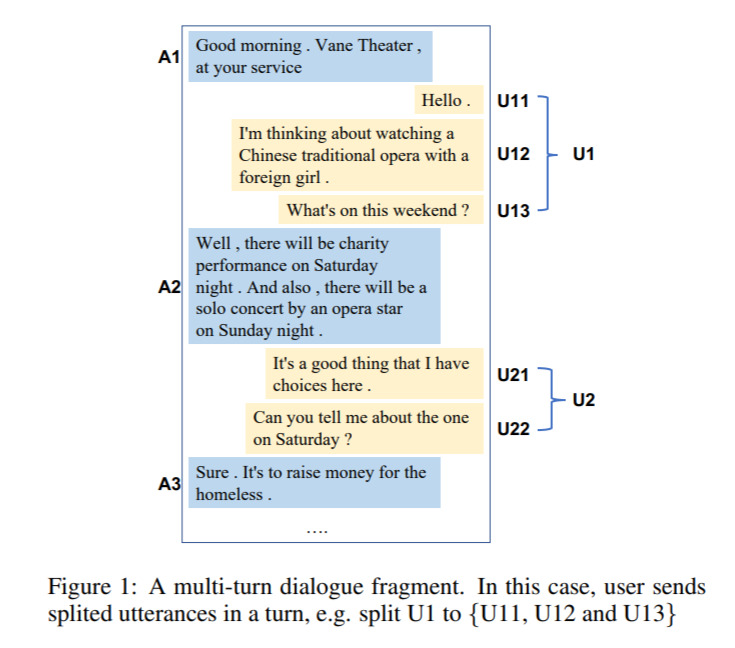 A1
Good morning . Vane Theater ,
at your service
Hello .
U11
I'm thinking about watching a
Chinese traditional opera with a
foreign girl .
U12
U1
What's on this weekend ?
U13
Well , there will be charity
performance on Saturday
night . And also , there will be a
solo concert by an opera star
on Sunday night .
A2
It's a good thing that I have
choices here .
U21
U2
Can you tell me about the one
on Saturday ?
U22
A3
Sure . It's to raise money for the
homeless .
....
Figure 1: A multi-turn dialogue fragment. In this case, user sends
splited utterances in a turn, e.g. split U1 to {U11, U12 and U13}